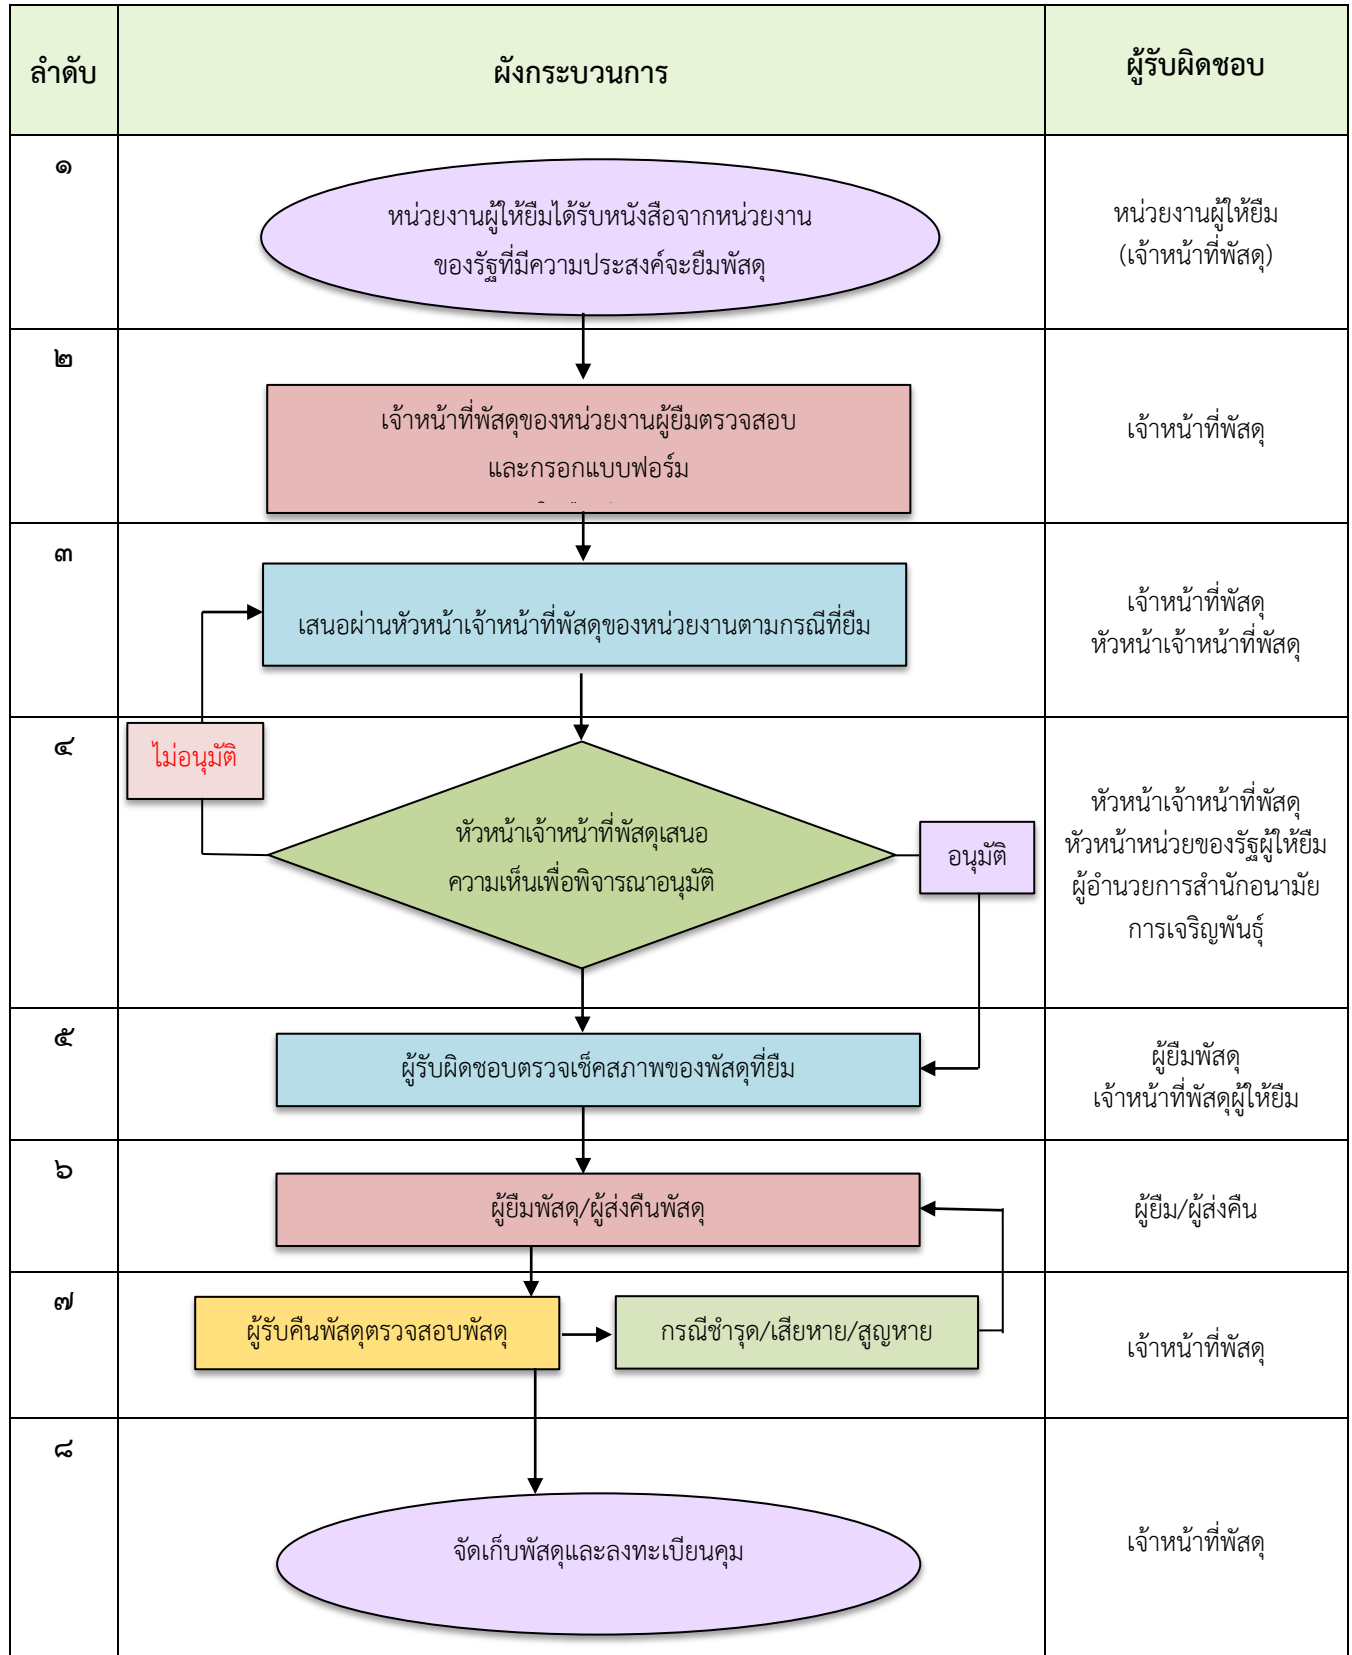 ลำดับ
ผังกระบวนการ
ผู้รับผิดชอบ
๑
หน่วยงานผู้ให้ยืมได้รับหนังสือจากหน่วยงาน
ของรัฐที่มีความประสงค์จะยืมพัสดุ
หน่วยงานผู้ให้ยืม
(เจ้าหน้าที่พัสดุ)
๒
เจ้าหน้าที่พัสดุของหน่วยงานผู้ยืมตรวจสอบ
และกรอกแบบฟอร์ม
เจ้าหน้าที่พัสดุ
๓
เสนอผ่านหัวหน้าเจ้าหน้าที่พัสดุของหน่วยงานตามกรณีที่ยืม
เจ้าหน้าที่พัสดุ
หัวหน้าเจ้าหน้าที่พัสดุ
๔
ไม่อนุมัติ
หัวหน้าเจ้าหน้าที่พัสดุเสนอ
ความเห็นเพื่อพิจารณาอนุมัติ
อนุมัติ
หัวหน้าเจ้าหน้าที่พัสดุ
หัวหน้าหน่วยของรัฐผู้ให้ยืม
ผู้อำนวยการสำนักอนามัย
การเจริญพันธุ์
๕
ผู้รับผิดชอบตรวจเช็คสภาพของพัสดุที่ยืม
ผู้ยืมพัสดุ
เจ้าหน้าที่พัสดุผู้ให้ยืม
๖
ผู้ยืมพัสดุ/ผู้ส่งคืนพัสดุ
ผู้ยืม/ผู้ส่งคืน
๗
ผู้รับคืนพัสดุตรวจสอบพัสดุ
กรณีชำรุด/เสียหาย/สูญหาย
เจ้าหน้าที่พัสดุ
๘
จัดเก็บพัสดุและลงทะเบียนคุม
เจ้าหน้าที่พัสดุ